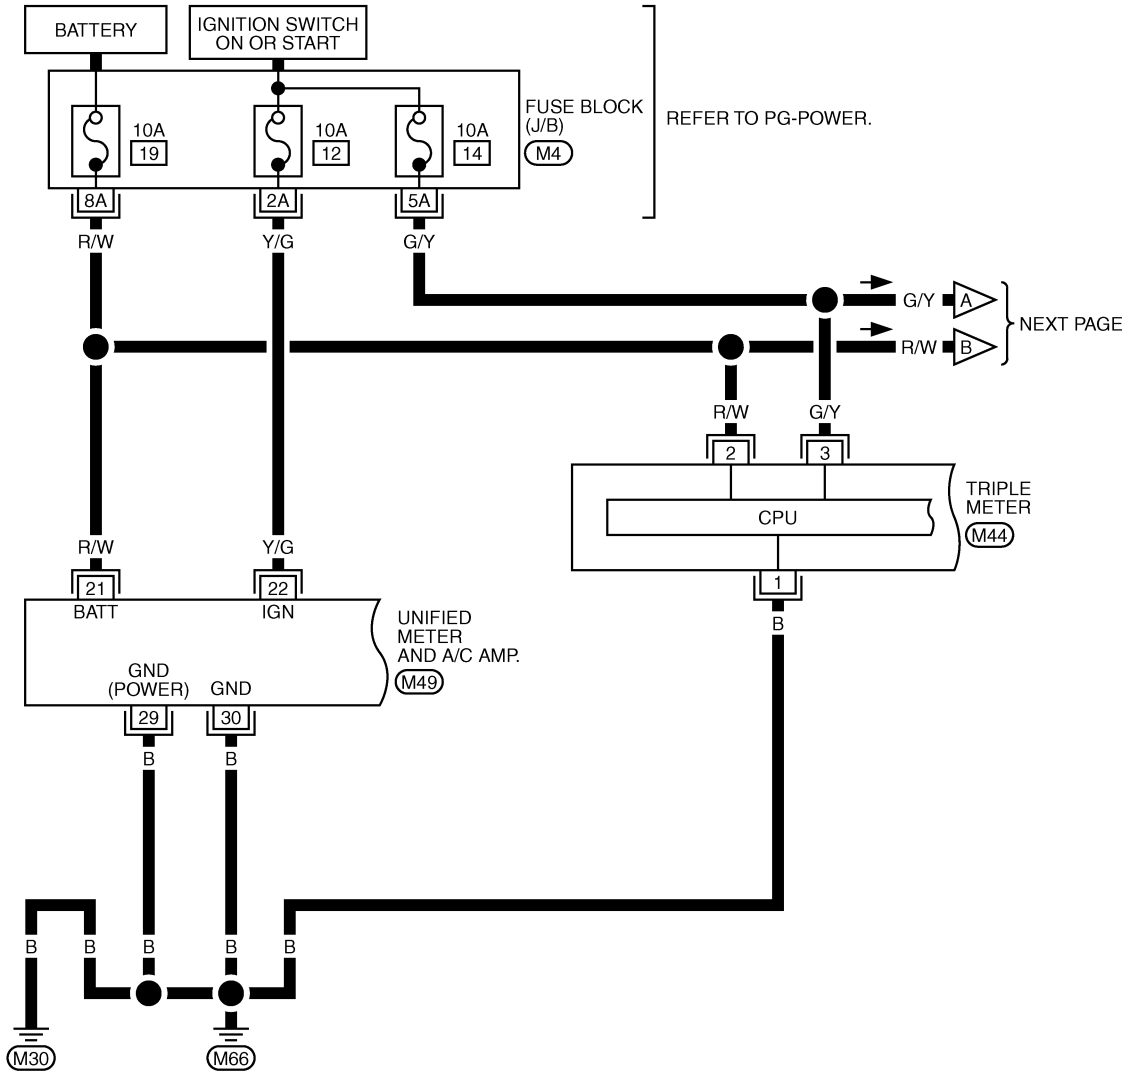 BATTERY
IGNITION SWITCH
ON OR START
FUSE BLOCK
(J/B)
M4
REFER TO PG-POWER.
10A
19
10A
12
10A
14
8A
2A
5A
R/W
Y/G
G/Y
G/Y
A
R/W
B
NEXT PAGE
R/W
G/Y
2
3
CPU
TRIPLE
METER
M44
1
B
R/W
Y/G
21
22
BATT
IGN
UNIFIED
METER
AND A/C AMP.
M49
GND
(POWER)
GND
29
30
B
B
B
B
B
B
B
M30
M66